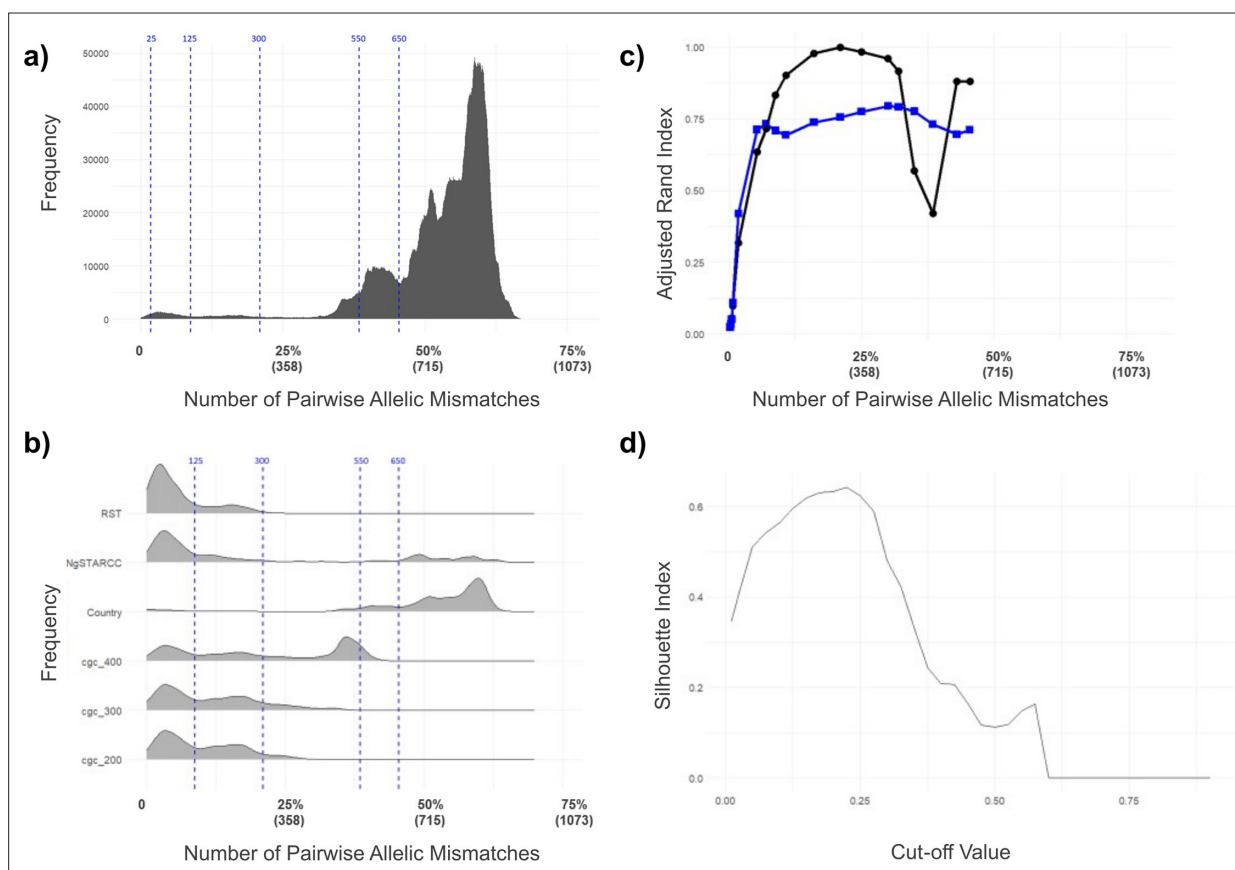 a)
25 125 300 550 650
50000
40000
30000
20000
10000
0
Frequency
0 25% 50% 75%
(358) (715) (1073)
Number of Pairwise Allelic Mismatches
b)
125 300 550 650
RST
NgSTARCC
Country
cgc_400
cgc_300
cgc_200
Frequency
0 25% 50% 75%
(358) (715) (1073)
Number of Pairwise Allelic Mismatches
c)
1.00
0.75
0.50
0.25
0.00
Adjusted Rand Index
0 25% 50% 75%
(358) (715) (1073)
Number of Pairwise Allelic Mismatches
d)
0.6
0.4
0.2
0.0
Silhouette Index
0.00 0.25 0.50 0.75
Cut-off Value